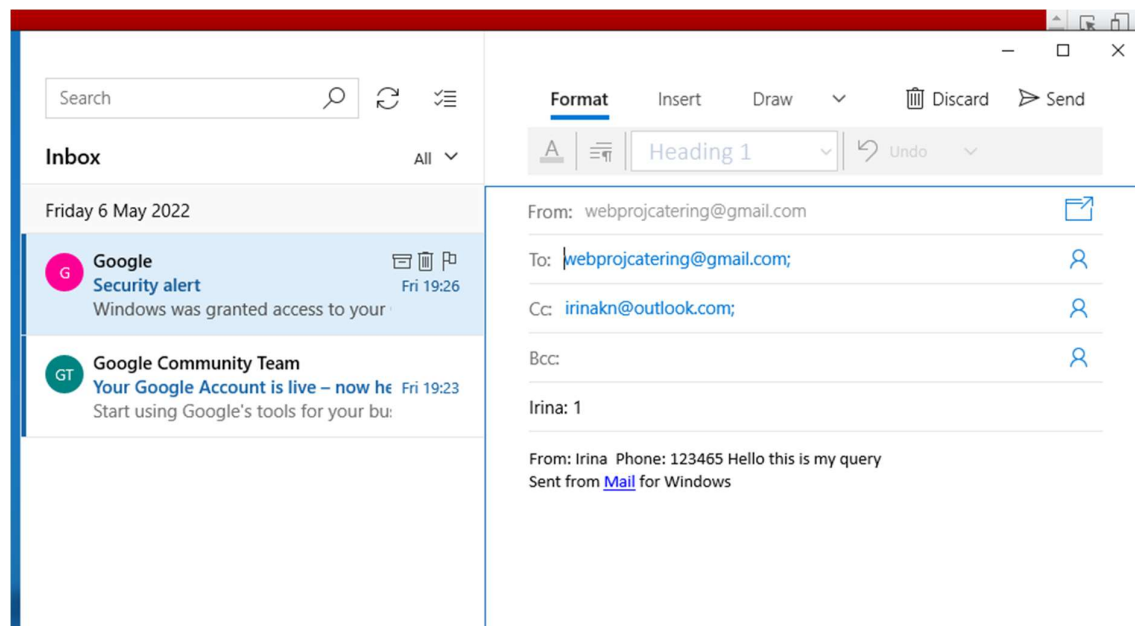 Search
Inbox
All
Friday 6 May 2022
G
Google
Security alert
Fri 19:26
Windows was granted access to your
GT
Google Community Team
Your Google Account is live – now he
Fri 19:23
Start using Google's tools for your bu
Format Insert Draw Discard Send
A Heading 1 Undo
From: webprojcatering@gmail.com
To: webprojcatering@gmail.com;
Cc: irinakn@outlook.com;
Bcc:
Irina: 1
From: Irina  Phone: 123465 Hello this is my query
Sent from Mail for Windows